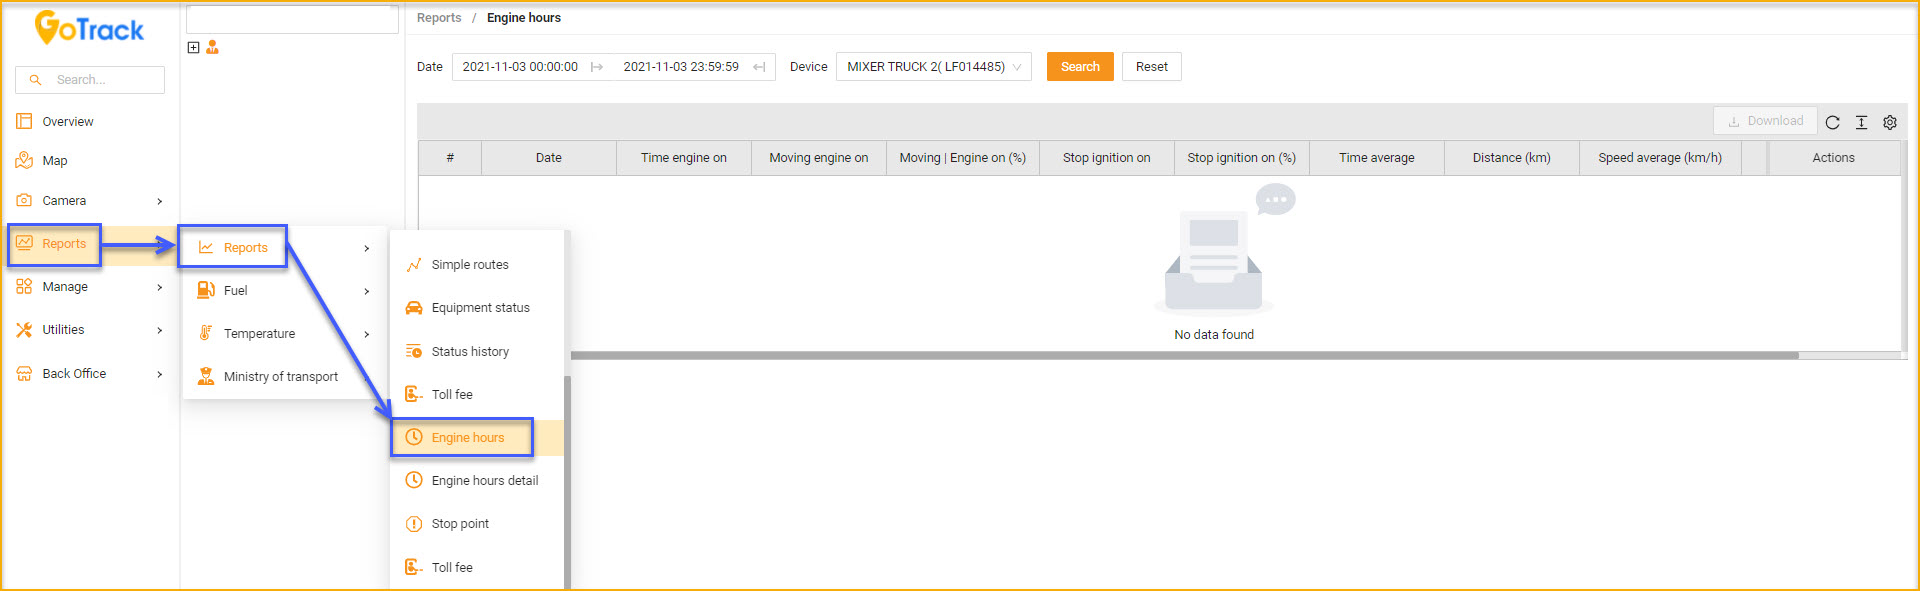 GoTrack
Search...
Overview
Map
Camera
Reports
Manage
Utilities
Back Office
Reports
Fuel
Temperature
Ministry of transport
Simple routes
Equipment status
Status history
Toll fee
Engine hours
Engine hours detail
Stop point
Toll fee
Reports / Engine hours
Date 2021-11-03 00:00:00 2021-11-03 23:59:59 Device MIXER TRUCK 2( LF014485) Search Reset
Download
# Date Time engine on Moving engine on Moving | Engine on (%) Stop ignition on Stop ignition on (%) Time average Distance (km) Speed average (km/h) Actions
No data found